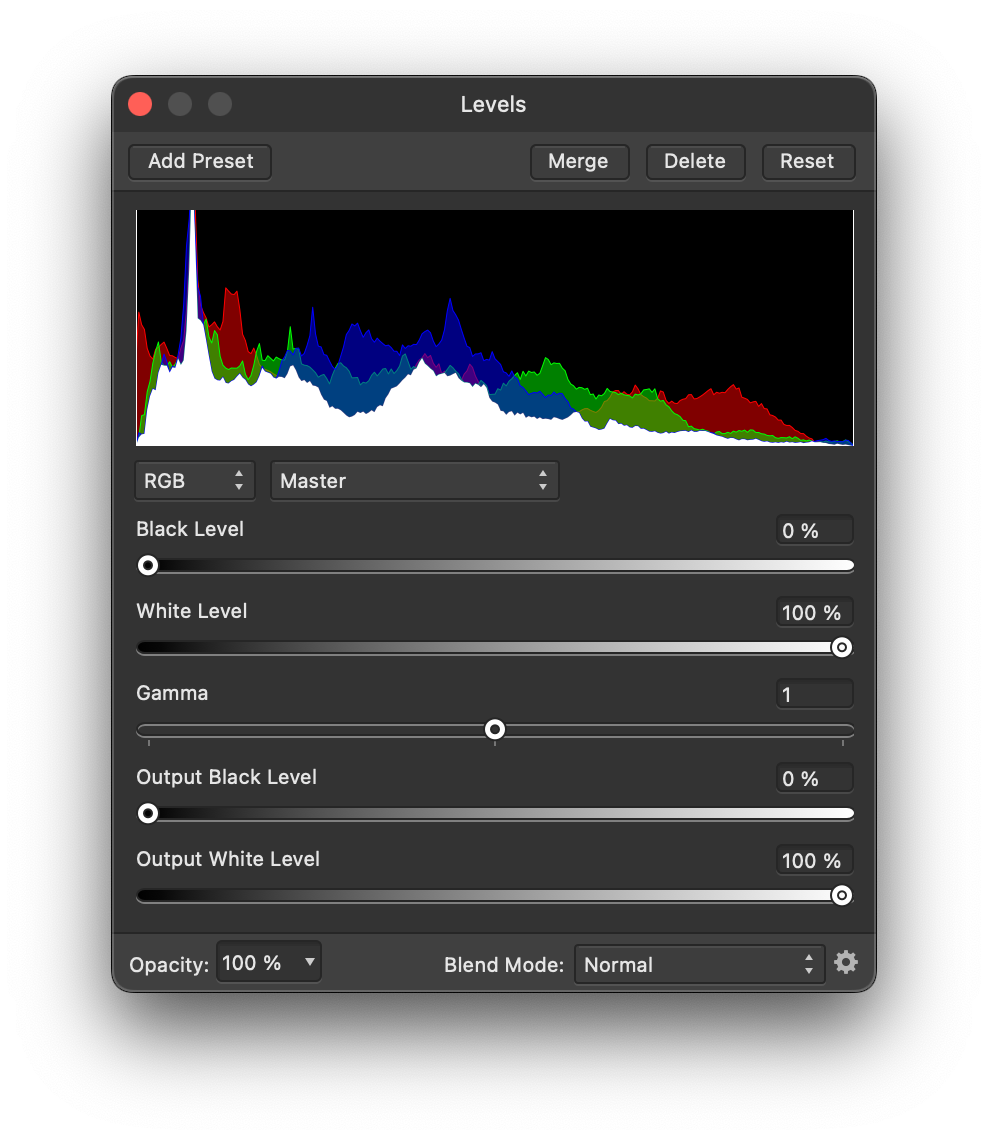 Levels
Add Preset Merge Delete Reset
RGB Master
Black Level 0 %
White Level 100 %
Gamma 1
Output Black Level 0 %
Output White Level 100 %
Opacity: 100 % Blend Mode: Normal